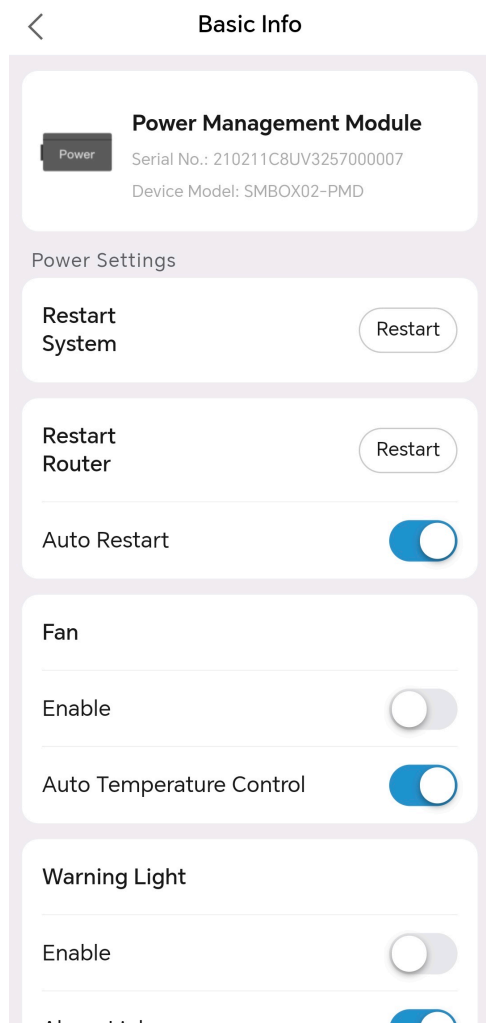 Basic Info
Power
Power Management Module
Serial No.: 210211C8UV3257000007
Device Model: SMBOX02-PMD
Power Settings
Restart
System
Restart
Restart
Router
Restart
Auto Restart
Fan
Enable
Auto Temperature Control
Warning Light
Enable